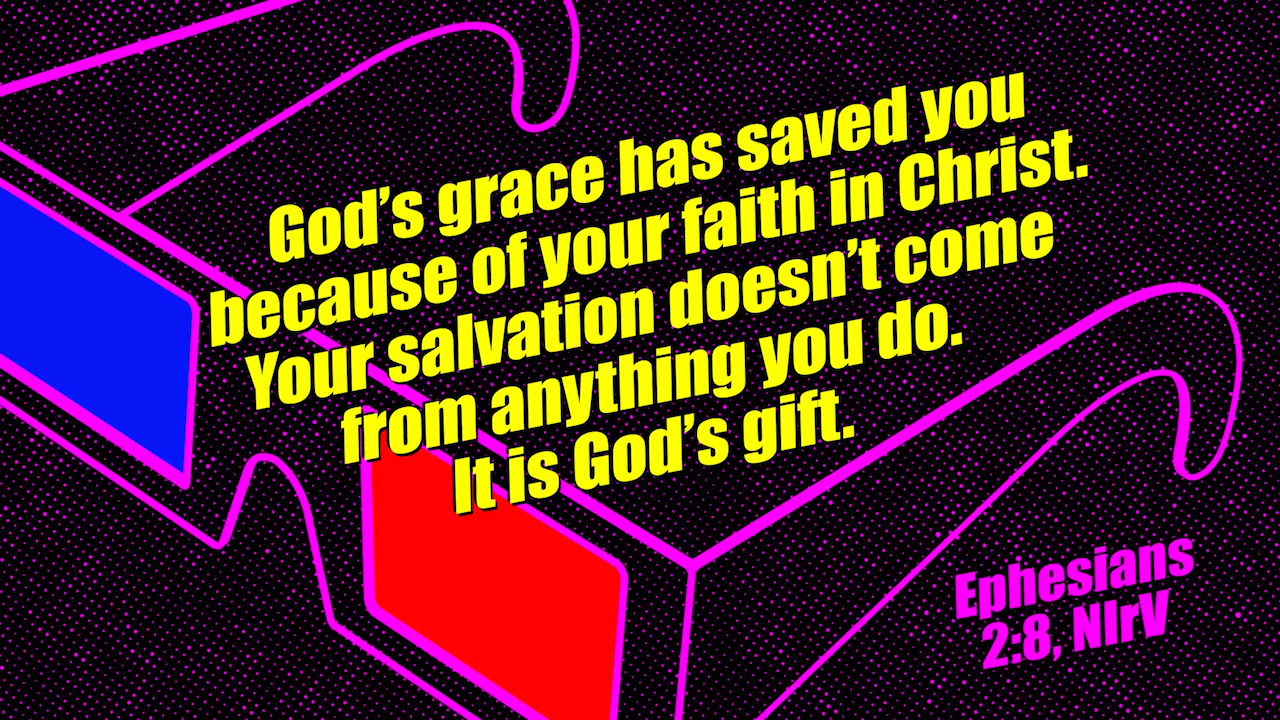 God’s grace has saved you
because of your faith in Christ.
Your salvation doesn’t come
from anything you do.
It is God’s gift.
Ephesians
2:8, NIrV